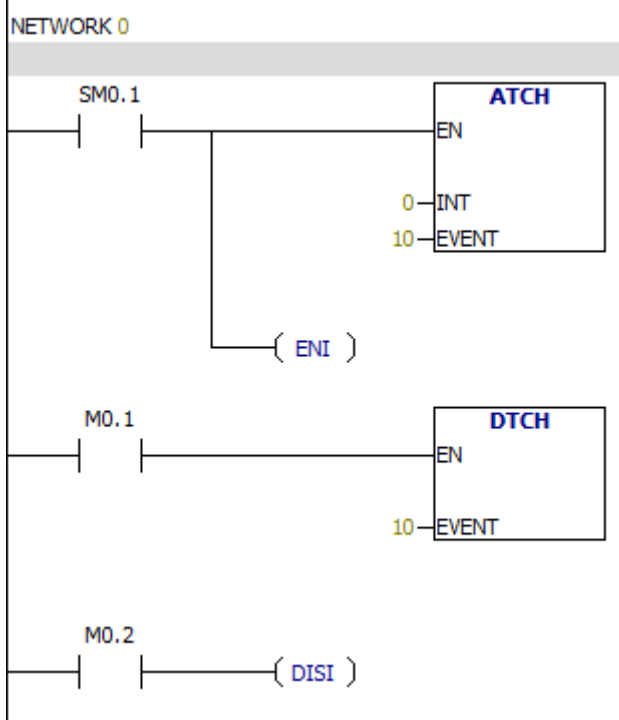 NETWORK 0
SM0.1
ATCH
EN
0 INT
10 EVENT
ENI
M0.1
DTCH
EN
10 EVENT
M0.2
DISI